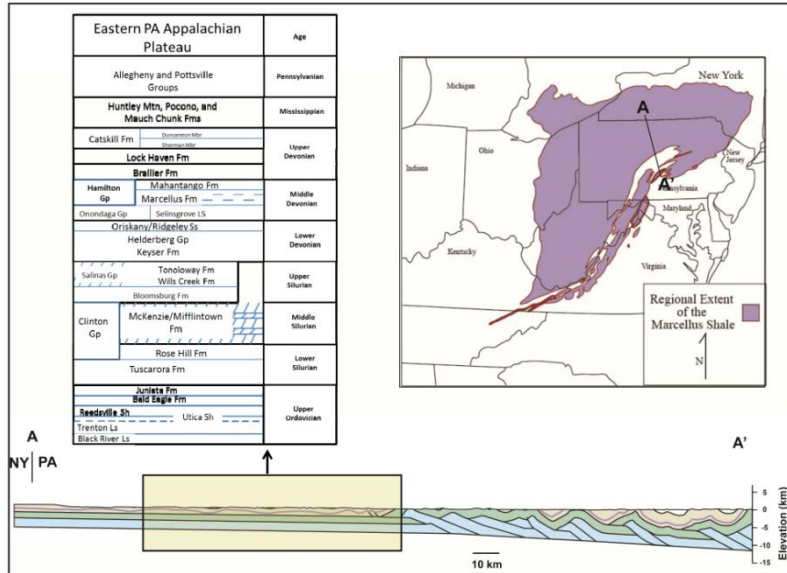 Eastern PA Appalachian
Plateau
Age
Allegheny and Pottsville
Groups
Pennsylvanian
Huntley Mtn, Pocono, and
Mauch Chunk Fms
Mississippian
Catskill Fm
Duncannon Mbr
Sherman Mbr
Upper
Devonian
Lock Haven Fm
Brallier Fm
Hamilton
Gp
Mahantango Fm
Marcellus Fm
Middle
Devonian
Onondaga Gp
Selinsgrove LS
Oriskany/Ridgeley Ss
Helderberg Gp
Keyser Fm
Lower
Devonian
Salinas Gp
Tonoloway Fm
Wills Creek Fm
Bloomsburg Fm
Upper
Silurian
Clinton
Gp
McKenzie/Mifflintown
Fm
Middle
Silurian
Rose Hill Fm
Tuscarora Fm
Lower
Silurian
Juniata Fm
Bald Eagle Fm
Reedsville Sh
Utica Sh
Trenton Ls
Black River Ls
Upper
Ordovician
Michigan
New York
A
Indiana
Ohio
New
Jersey
A'
Pennsylvania
Maryland
Kentucky
Virginia
Regional Extent
of the
Marcellus Shale
N
A
A'
NY PA
5
0
-5
-10
-15
Elevation (km)
10 km